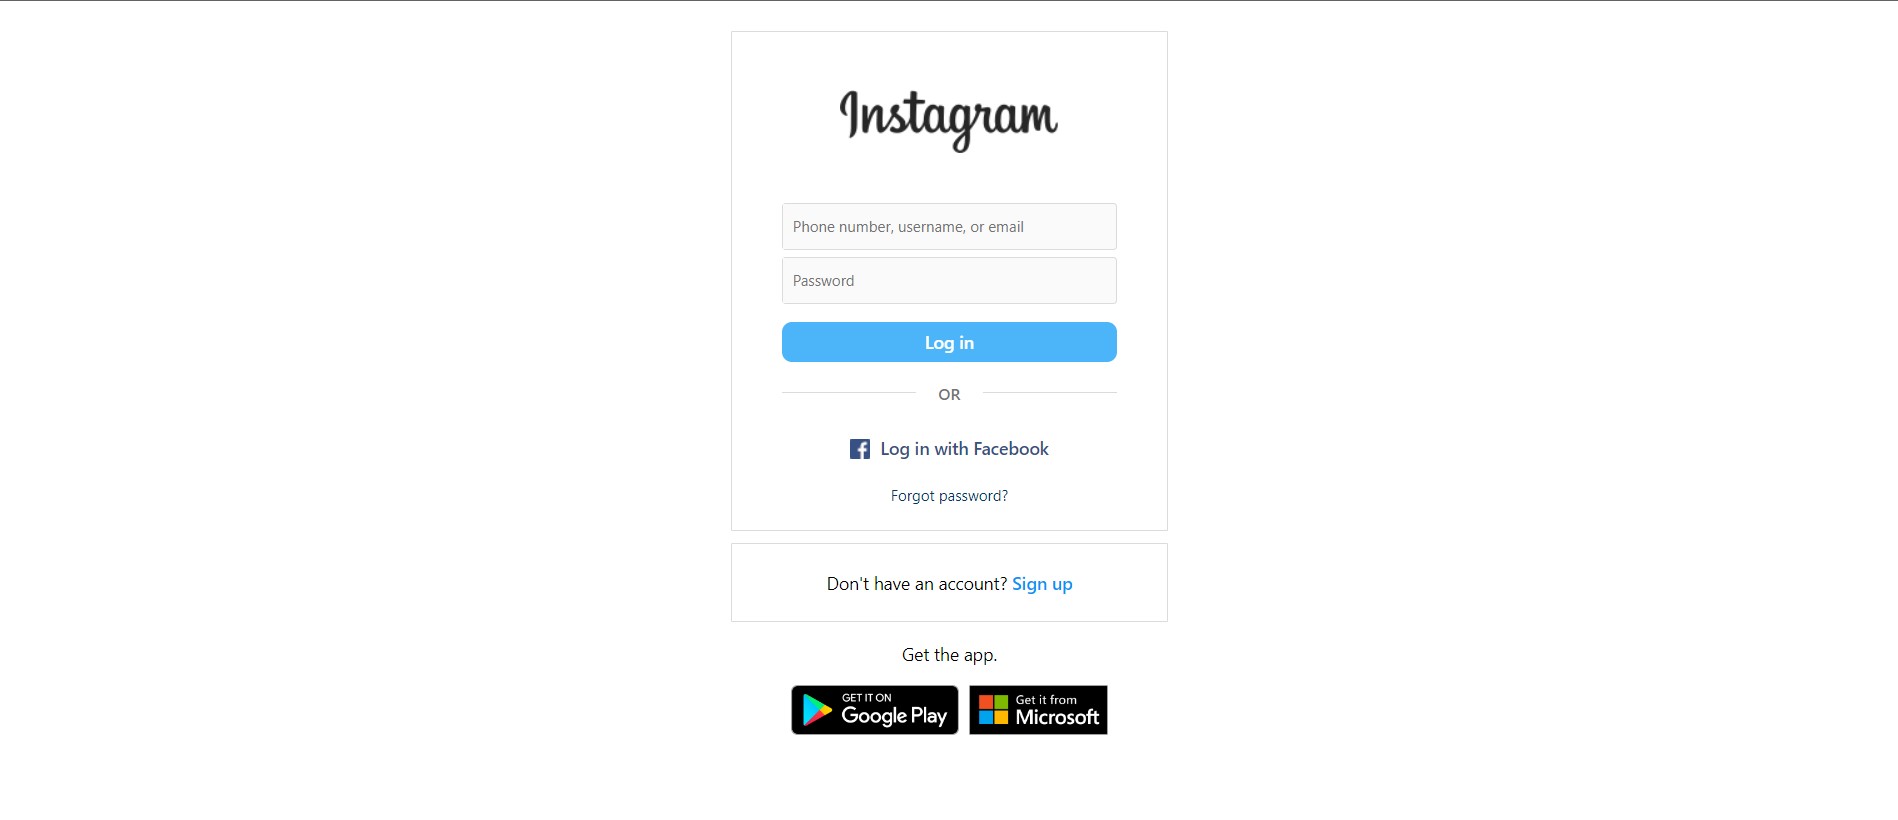 Instagram
Phone number, username, or email
Password
Log in
OR
Log in with Facebook
Forgot password?
Don't have an account? Sign up
Get the app.
GET IT ON
Google Play
Get it from
Microsoft